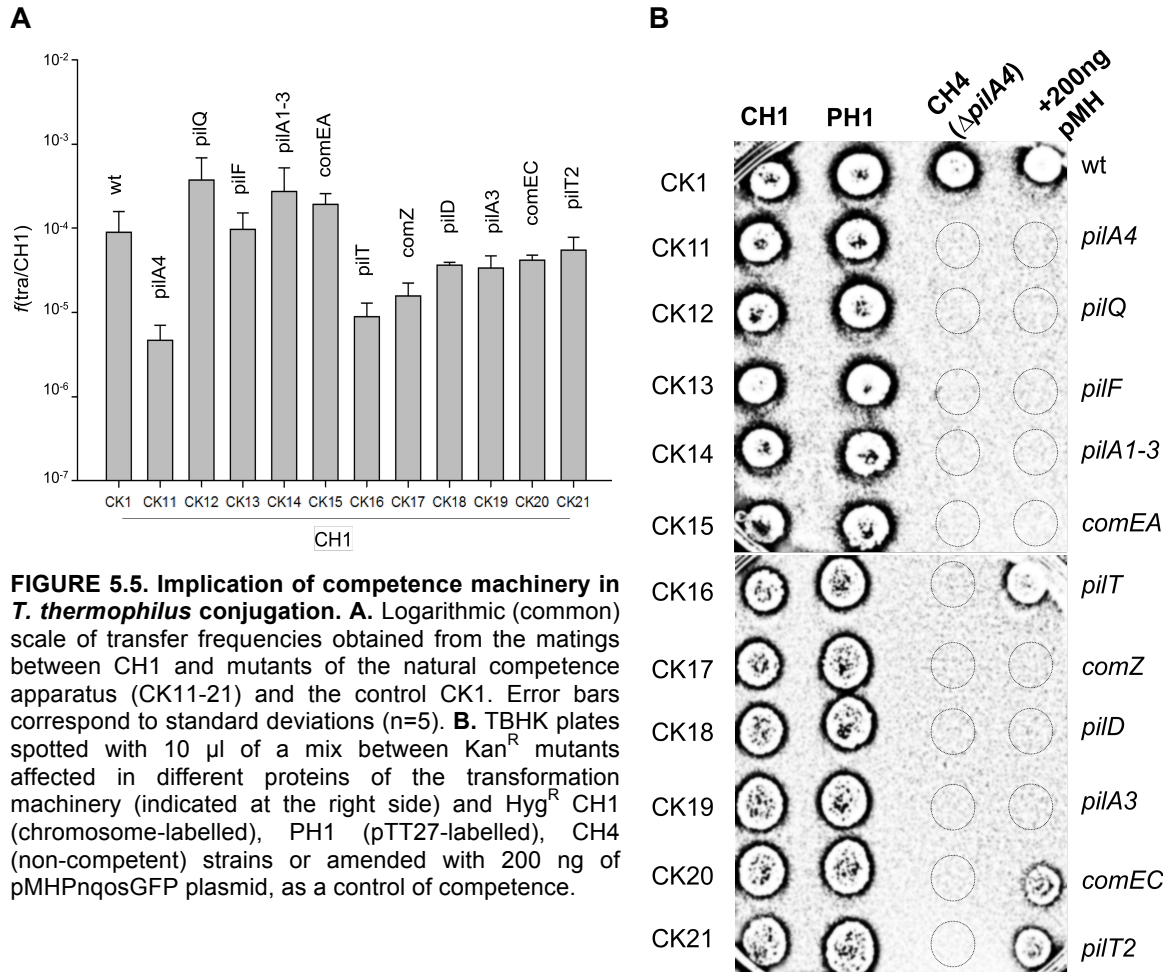 A
10-2
10-3
10-4
10-5
10-6
10-7
f(tra/CH1)
wt
pilA4
pilQ
pilF
pilA1-3
comEA
pilT
comZ
pilD
pilA3
comEC
pilT2
CK1 CK11 CK12 CK13 CK14 CK15 CK16 CK17 CK18 CK19 CK20 CK21
CH1
FIGURE 5.5. Implication of competence machinery in
T. thermophilus conjugation. A. Logarithmic (common)
scale of transfer frequencies obtained from the matings
between CH1 and mutants of the natural competence
apparatus (CK11-21) and the control CK1. Error bars
correspond to standard deviations (n=5). B. TBHK plates
spotted with 10 µl of a mix between KanR mutants
affected in different proteins of the transformation
machinery (indicated at the right side) and HygR CH1
(chromosome-labelled), PH1 (pTT27-labelled), CH4
(non-competent) strains or amended with 200 ng of
pMHPnqosGFP plasmid, as a control of competence.
B
CH1 PH1
CH4
(ΔpilA4)
+200ng
pMH
CK1 wt
CK11 pilA4
CK12 pilQ
CK13 pilF
CK14 pilA1-3
CK15 comEA
CK16 pilT
CK17 comZ
CK18 pilD
CK19 pilA3
CK20 comEC
CK21 pilT2